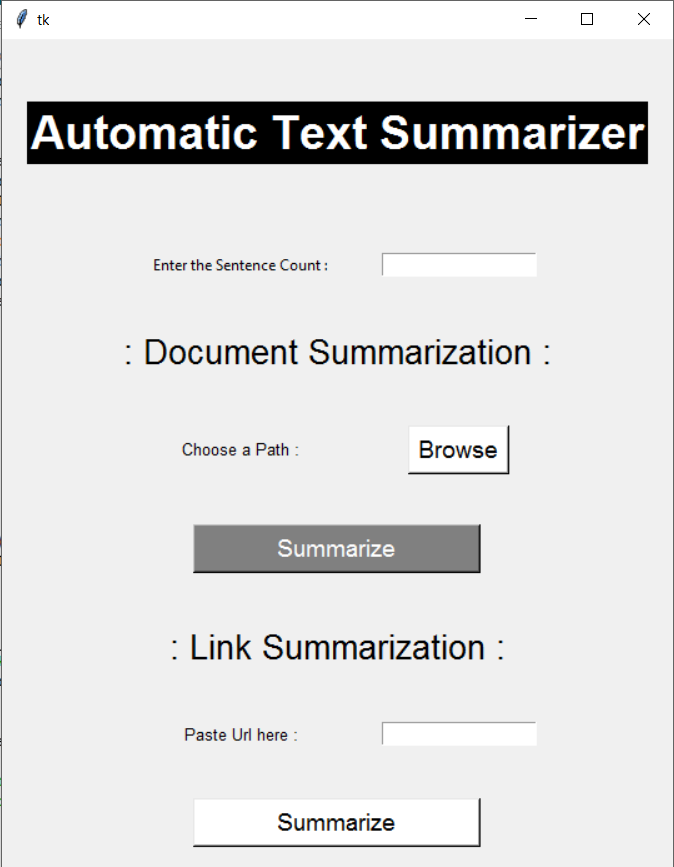 tk
Automatic Text Summarizer
Enter the Sentence Count :
: Document Summarization :
Choose a Path :
Browse
Summarize
: Link Summarization :
Paste Url here :
Summarize